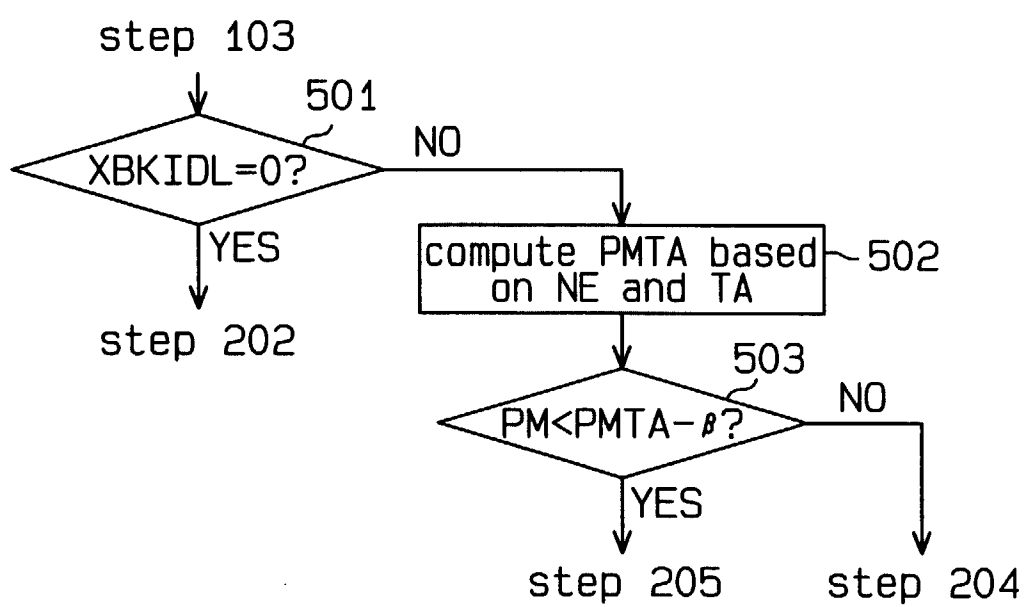 step 103
501
XBKIDL=0?
NO
YES
step 202
compute PMTA based
on NE and TA
502
503
PM<PMTA-β?
NO
YES
step 205
step 204